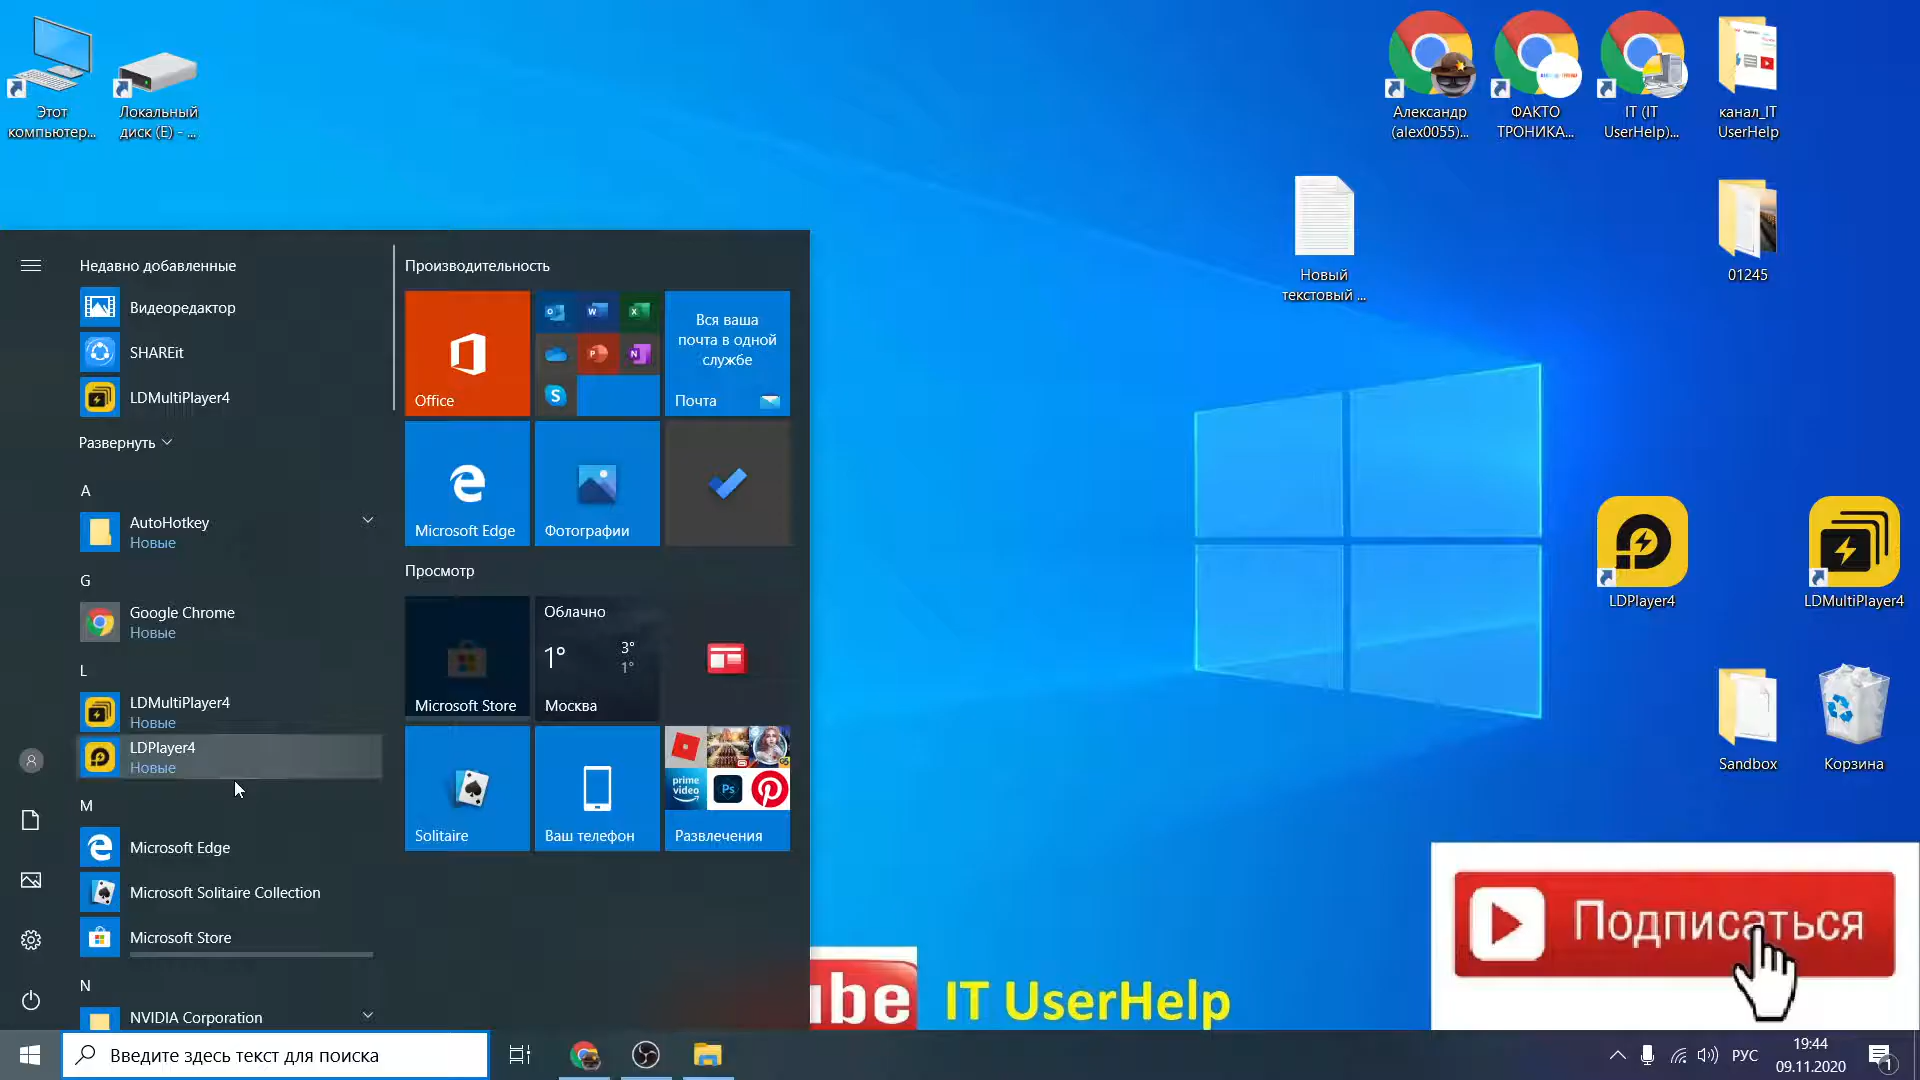 Этот
компьютер...
Локальный
диск (E) - ...
Александр
(alex0055)...
ФАКТО
ТРОНИКА...
IT (IT
UserHelp)...
канал_IT
UserHelp
Новый
текстовый ...
01245
LDPlayer4
LDMultiPlayer4
Sandbox
Корзина
Недавно добавленные
Видеоредактор
SHAREit
LDMultiPlayer4
Развернуть
A
AutoHotkey
Новые
G
Google Chrome
Новые
L
LDMultiPlayer4
Новые
LDPlayer4
Новые
M
Microsoft Edge
Microsoft Solitaire Collection
Microsoft Store
N
NVIDIA Corporation
Производительность
Office
Вся ваша
почта в одной
службе
Почта
Microsoft Edge
Фотографии
Просмотр
Microsoft Store
Облачно
1°
3°
1°
Москва
Solitaire
Ваш телефон
prime
video
Ps
Развлечения
Подписаться
ube
IT UserHelp
Введите здесь текст для поиска
РУС
19:44
09.11.2020
1